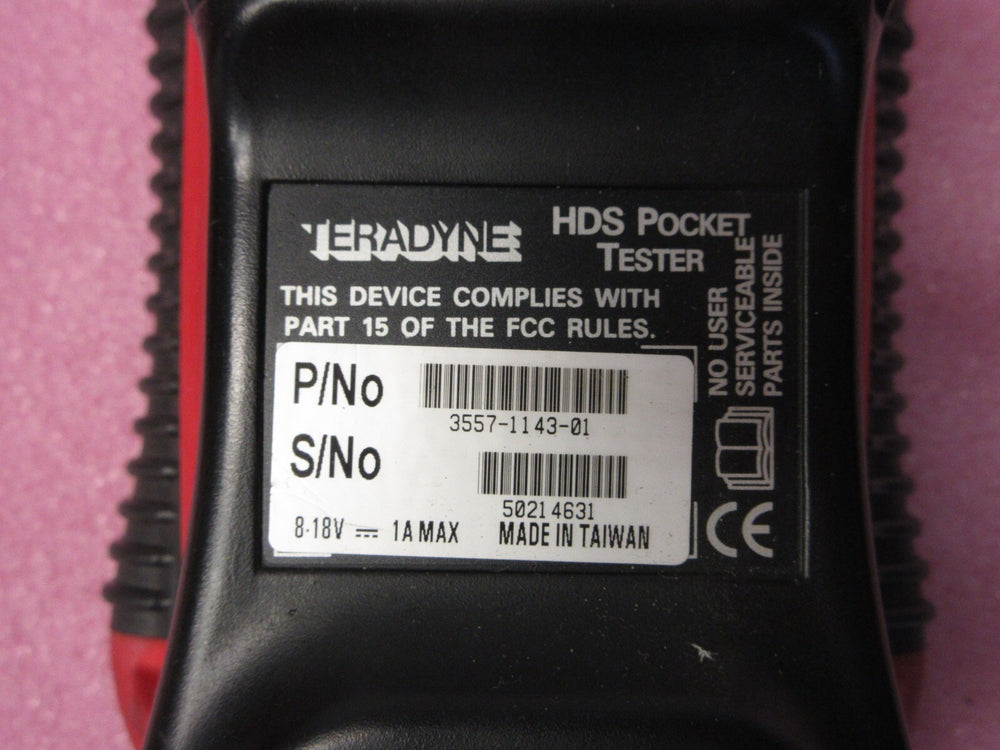 TERADYNE
HDS POCKET
TESTER
THIS DEVICE COMPLIES WITH
PART 15 OF THE FCC RULES.
NO USER
SERVICEABLE
PARTS INSIDE
P/No
3557-1143-01
S/No
50214631
8-18V ⎓ 1A MAX MADE IN TAIWAN
CE